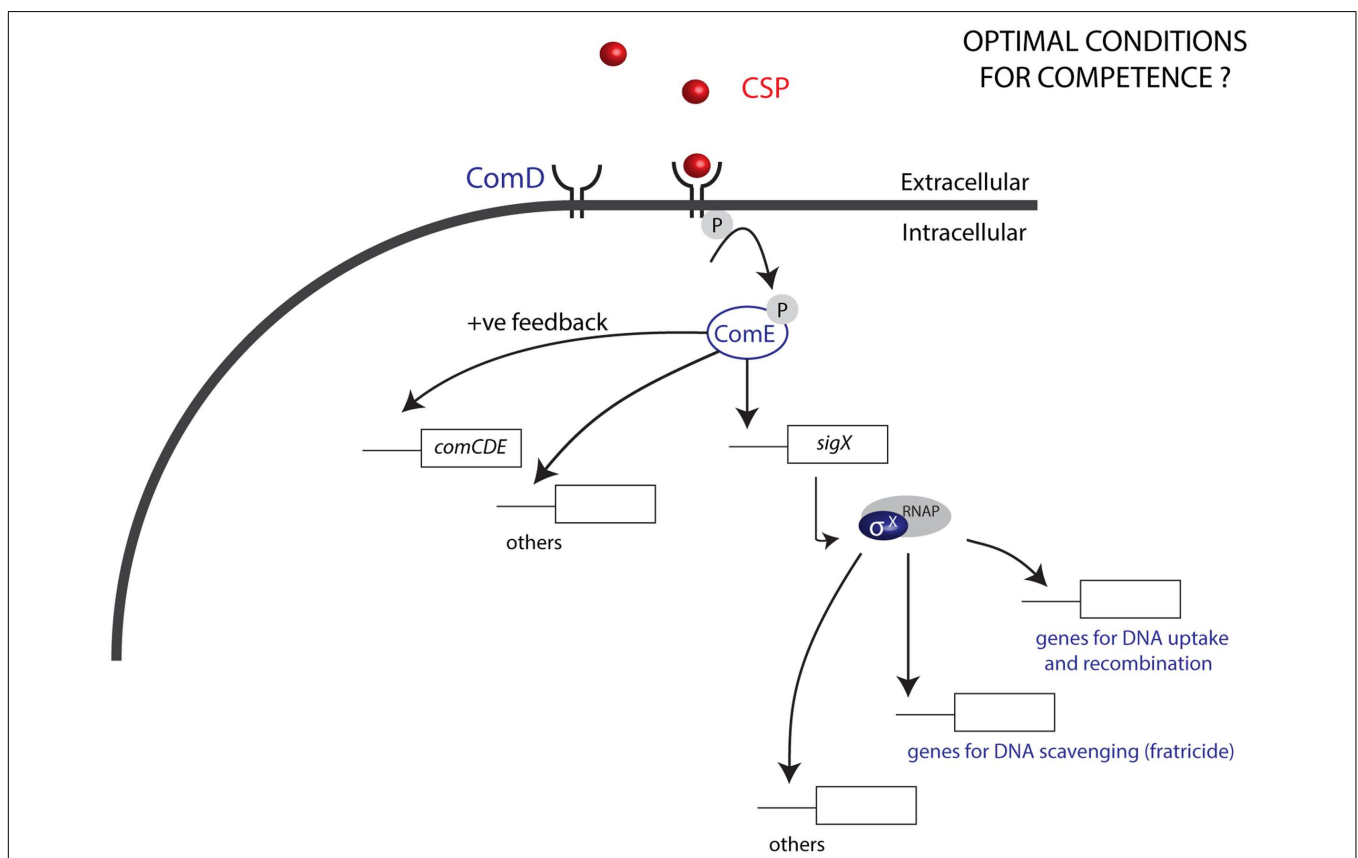 OPTIMAL CONDITIONS
FOR COMPETENCE ?
CSP
ComD
Extracellular
Intracellular
P
P
ComE
+ve feedback
comCDE
sigX
others
σX RNAP
genes for DNA uptake
and recombination
genes for DNA scavenging (fratricide)
others